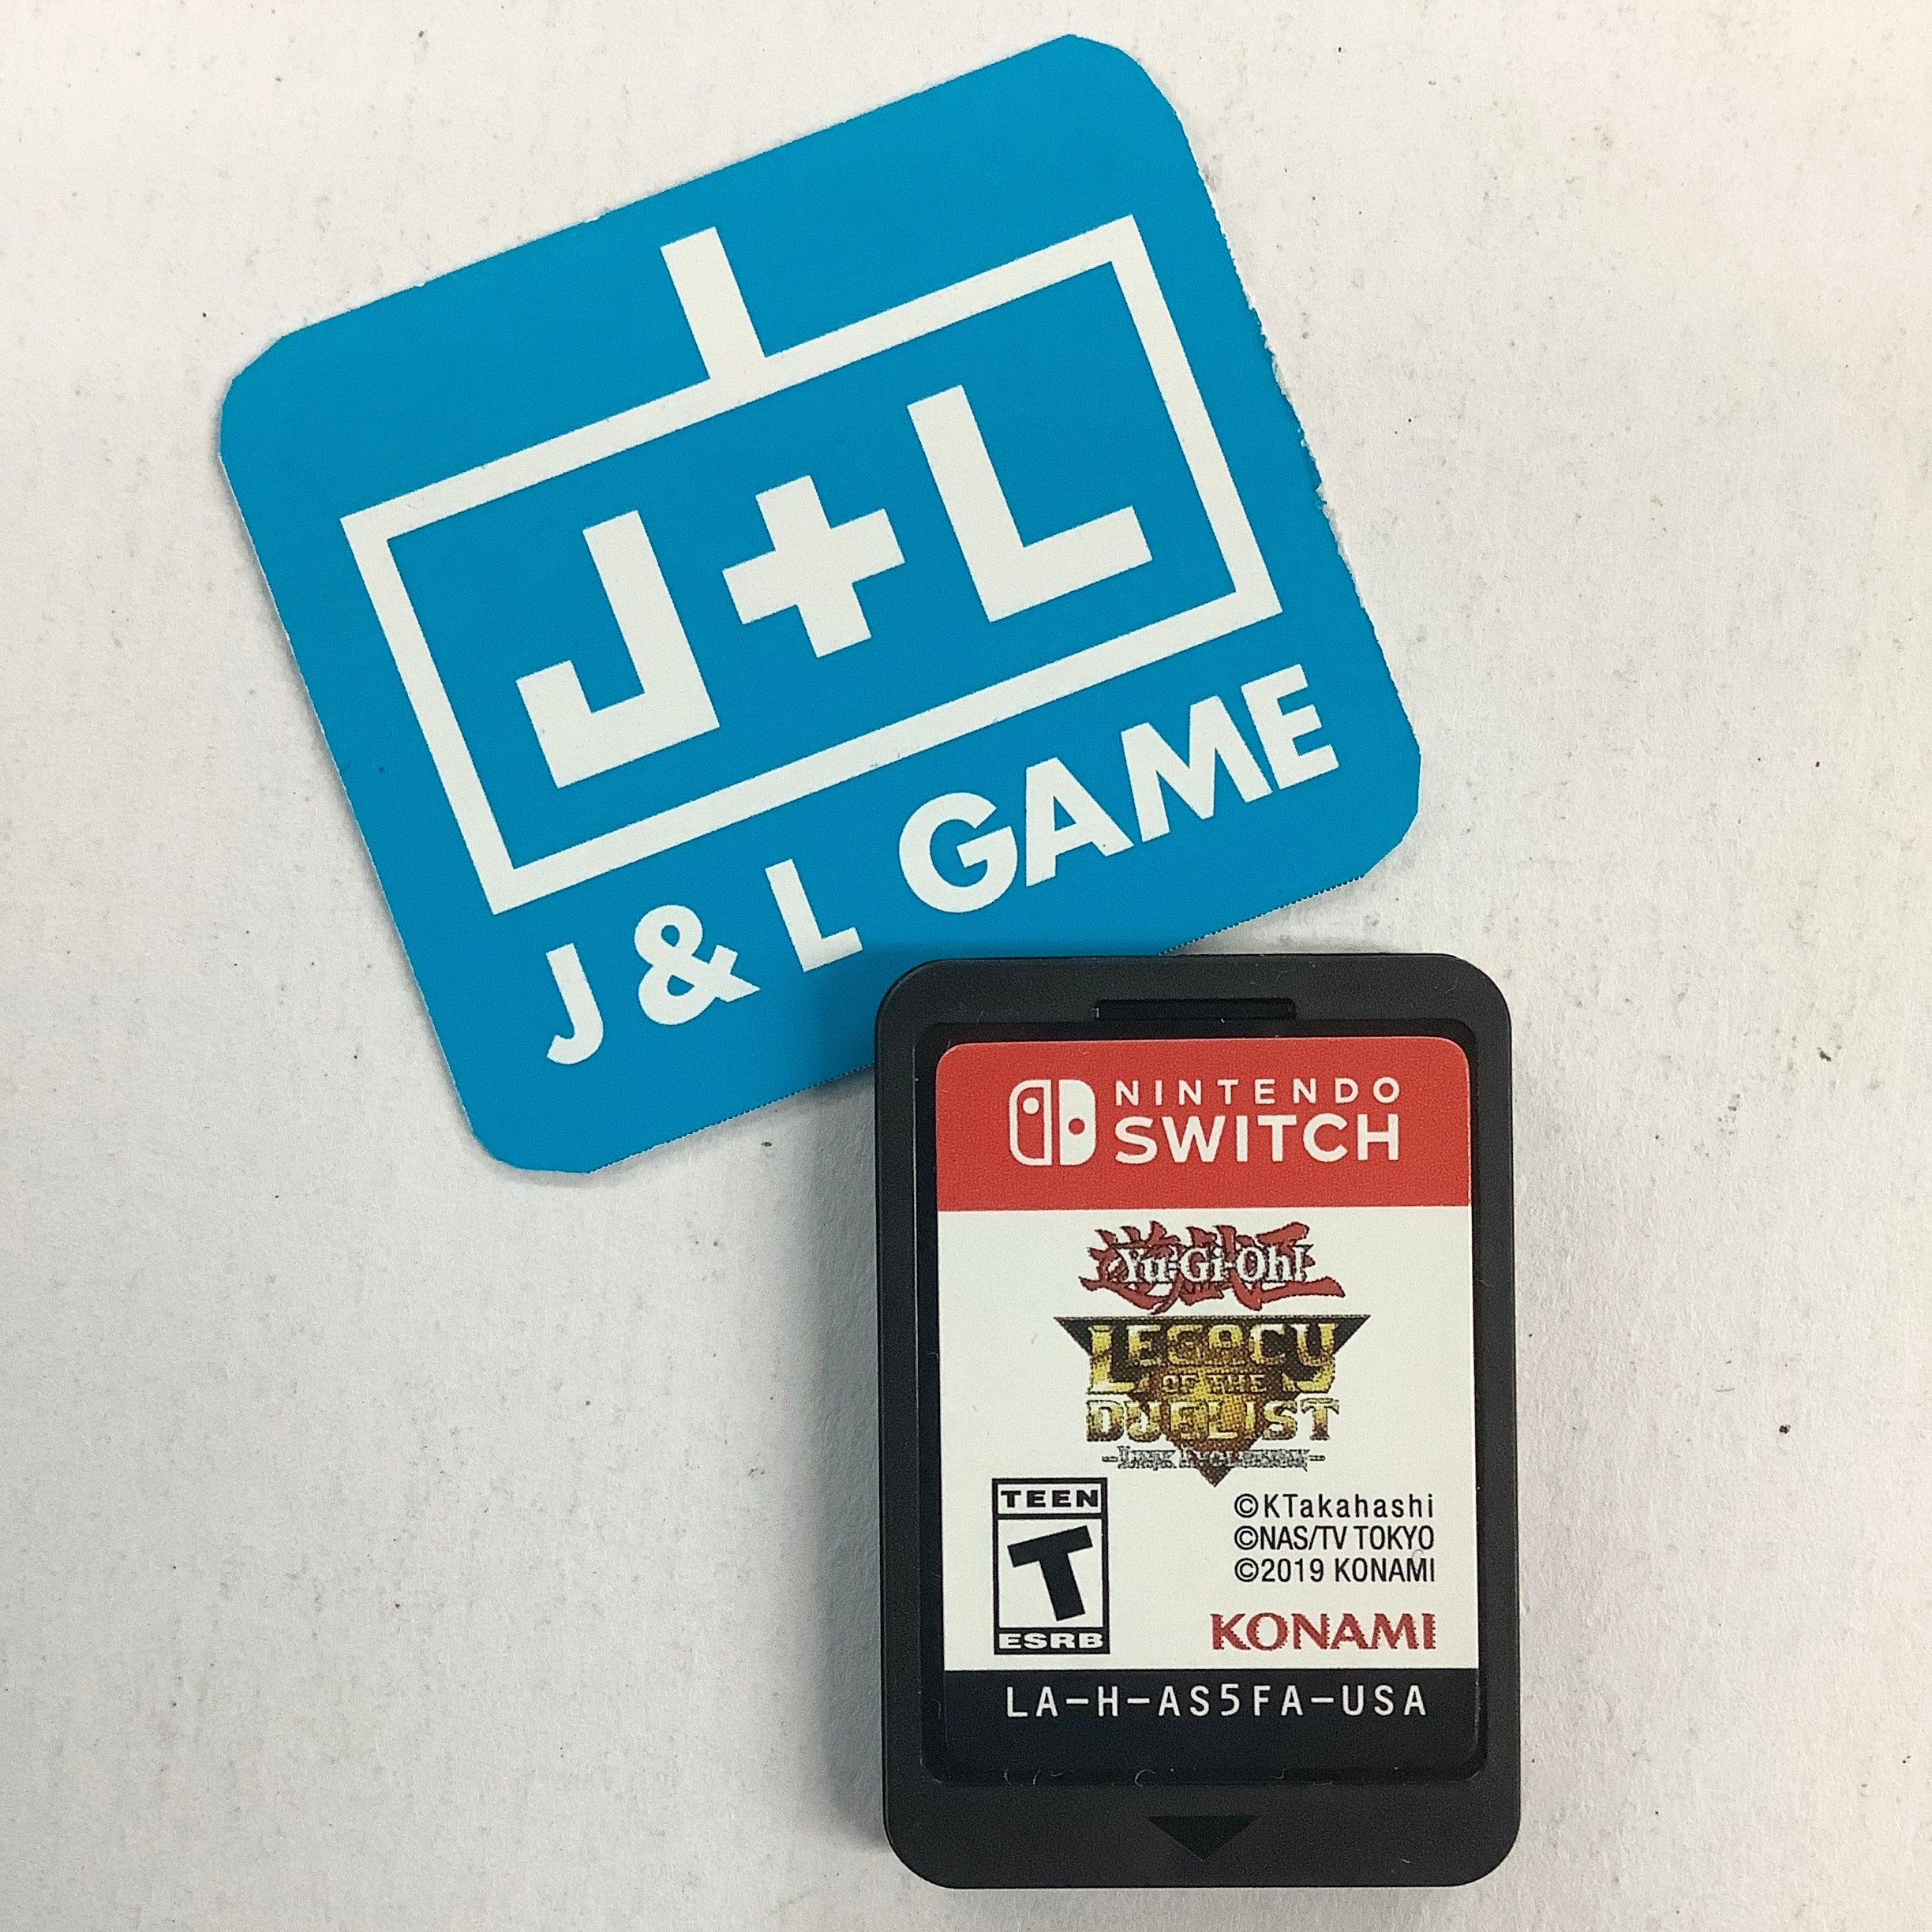 J+L
J & L GAME
NINTENDO
SWITCH
Yu-Gi-Oh!
LEGACY
OF THE
DUELIST
TEEN
T
ESRB
©KTakahashi
©NAS/TV TOKYO
©2019 KONAMI
KONAMI
LA-H-AS5FA-USA